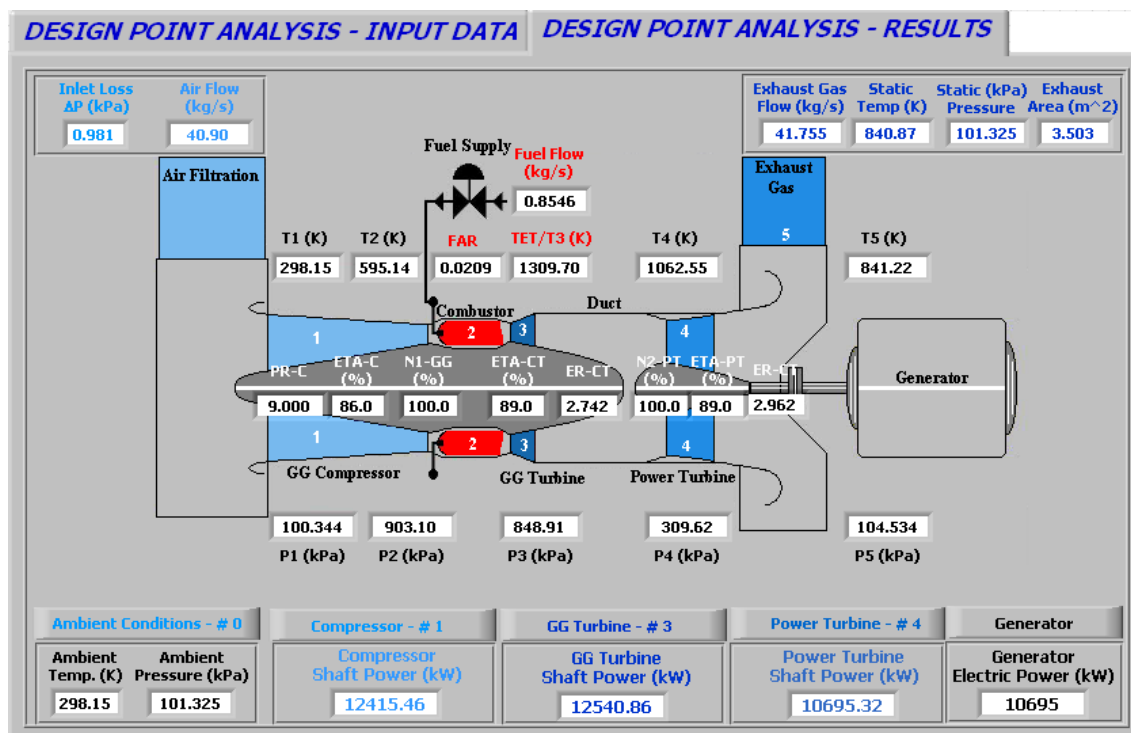 DESIGN POINT ANALYSIS - INPUT DATA
DESIGN POINT ANALYSIS - RESULTS
Inlet Loss
ΔP (kPa)
0.981
Air Flow
(kg/s)
40.90
Exhaust Gas
Flow (kg/s)
41.755
Static
Temp (K)
840.87
Static (kPa)
Pressure
101.325
Exhaust
Area (m^2)
3.503
Air Filtration
Fuel Supply
Fuel Flow
(kg/s)
0.8546
Exhaust
Gas
5
T1 (K)
298.15
T2 (K)
595.14
FAR
0.0209
TET/T3 (K)
1309.70
T4 (K)
1062.55
T5 (K)
841.22
Combustor
Duct
1
2
3
4
PR-C
9.000
ETA-C
(%)
86.0
N1-GG
(%)
100.0
ETA-CT
(%)
89.0
ER-CT
2.742
N2-PT
(%)
100.0
ETA-PT
(%)
89.0
ER-CT
2.962
Generator
1
2
3
4
GG Compressor
GG Turbine
Power Turbine
100.344
P1 (kPa)
903.10
P2 (kPa)
848.91
P3 (kPa)
309.62
P4 (kPa)
104.534
P5 (kPa)
Ambient Conditions - # 0
Ambient
Temp. (K)
298.15
Ambient
Pressure (kPa)
101.325
Compressor - # 1
Compressor
Shaft Power (kW)
12415.46
GG Turbine - # 3
GG Turbine
Shaft Power (kW)
12540.86
Power Turbine - # 4
Power Turbine
Shaft Power (kW)
10695.32
Generator
Generator
Electric Power (kW)
10695